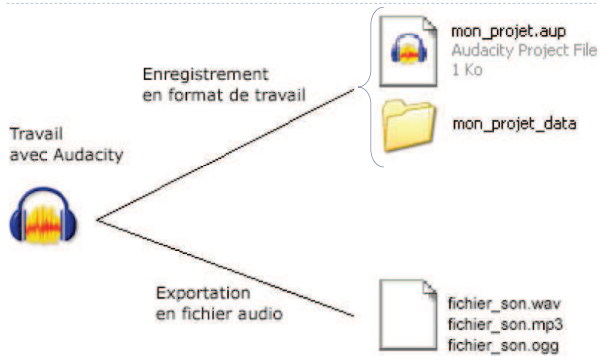 mon_projet.aup
Audacity Project File
1 Ko
Enregistrement
en format de travail
mon_projet_data
Travail
avec Audacity
Exportation
en fichier audio
fichier_son.wav
fichier_son.mp3
fichier_son.ogg